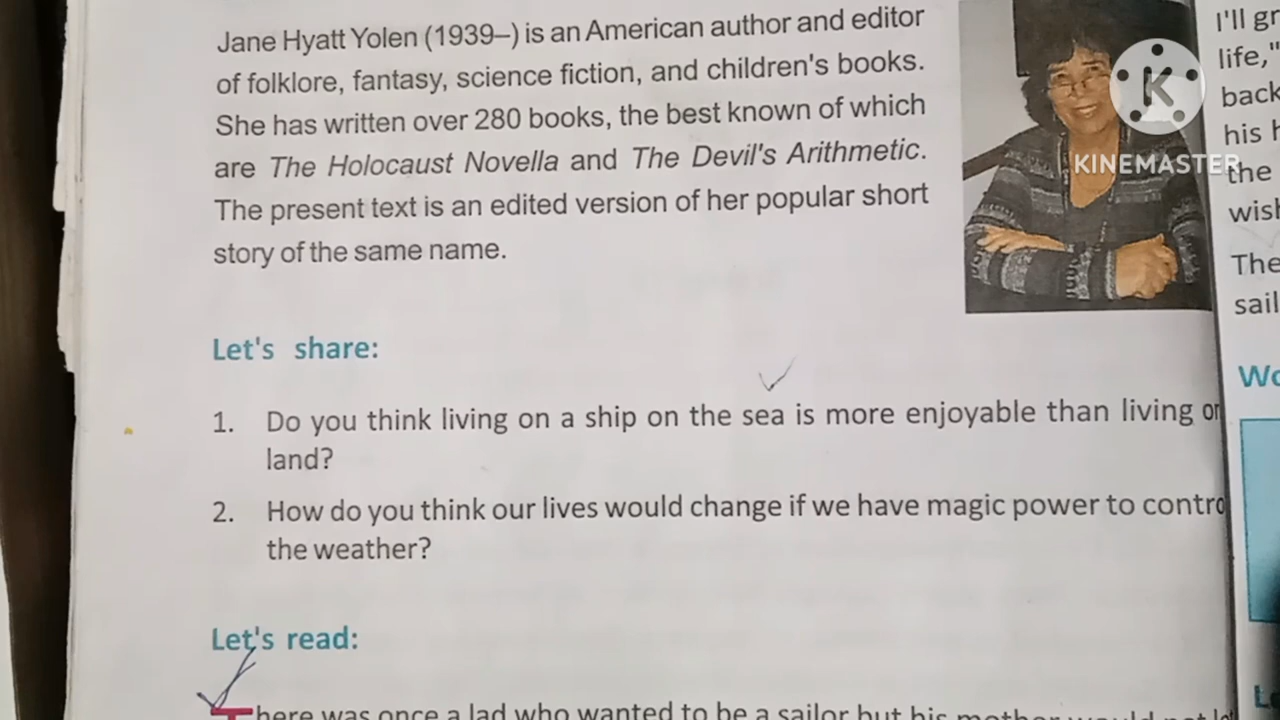 Jane Hyatt Yolen (1939–) is an American author and editor
of folklore, fantasy, science fiction, and children's books.
She has written over 280 books, the best known of which
are The Holocaust Novella and The Devil's Arithmetic.
The present text is an edited version of her popular short
story of the same name.
Let's share:
1. Do you think living on a ship on the sea is more enjoyable than living on
land?
2. How do you think our lives would change if we have magic power to contro
the weather?
Let's read:
There was once a lad who wanted to be a sailor but his mother would not
K
KINEMASTER
I'll gr
life,"
back
his
the
wish
The
sail
Wo